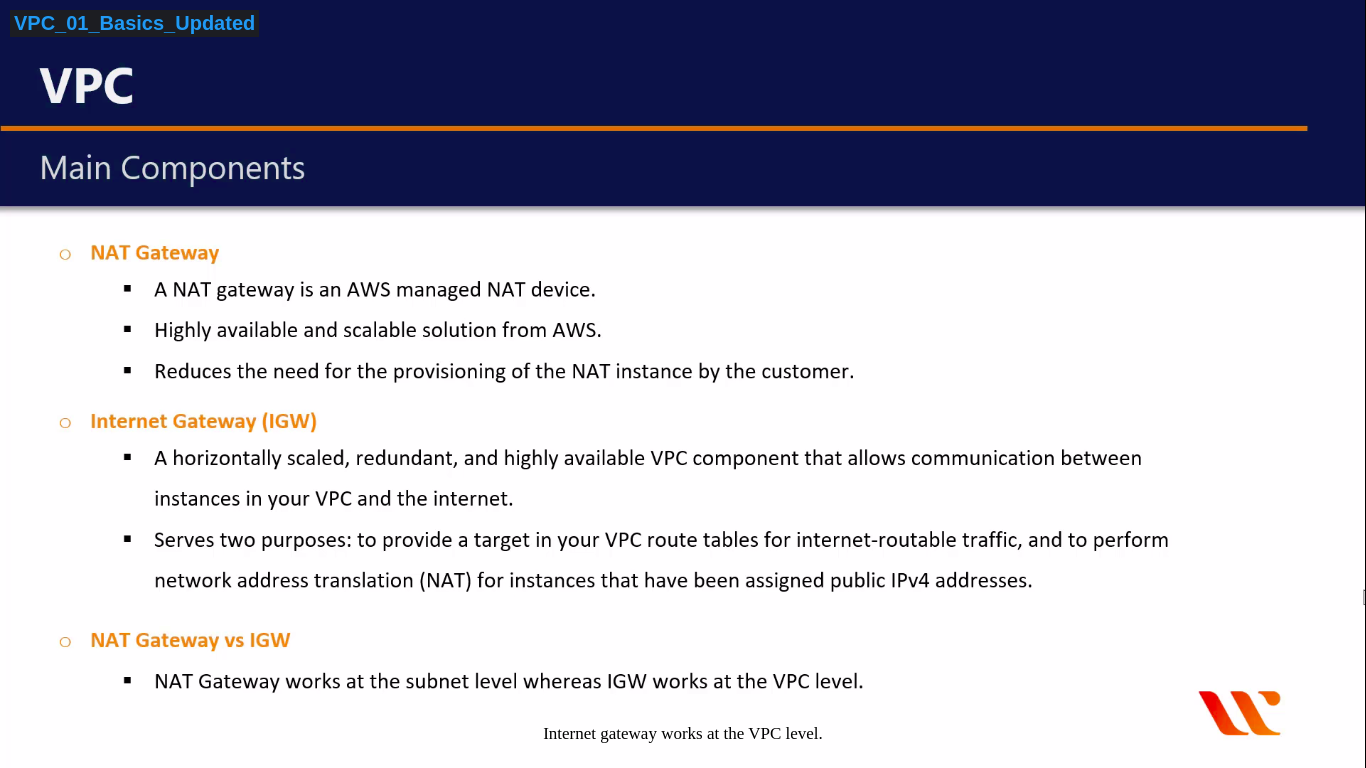 VPC_01_Basics_Updated
VPC
Main Components
o NAT Gateway
▪ A NAT gateway is an AWS managed NAT device.
▪ Highly available and scalable solution from AWS.
▪ Reduces the need for the provisioning of the NAT instance by the customer.
o Internet Gateway (IGW)
▪ A horizontally scaled, redundant, and highly available VPC component that allows communication between
instances in your VPC and the internet.
▪ Serves two purposes: to provide a target in your VPC route tables for internet-routable traffic, and to perform
network address translation (NAT) for instances that have been assigned public IPv4 addresses.
o NAT Gateway vs IGW
▪ NAT Gateway works at the subnet level whereas IGW works at the VPC level.
Internet gateway works at the VPC level.